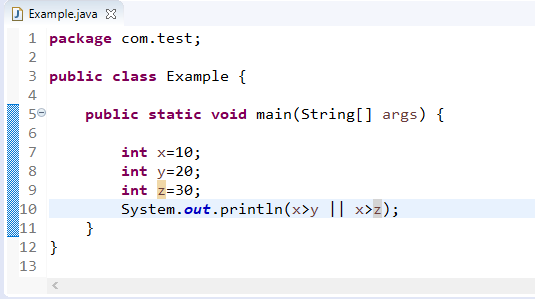 Example.java
1 package com.test;
2
3 public class Example {
4
5 public static void main(String[] args) {
6
7 int x=10;
8 int y=20;
9 int z=30;
10 System.out.println(x>y || x>z);
11 }
12 }
13